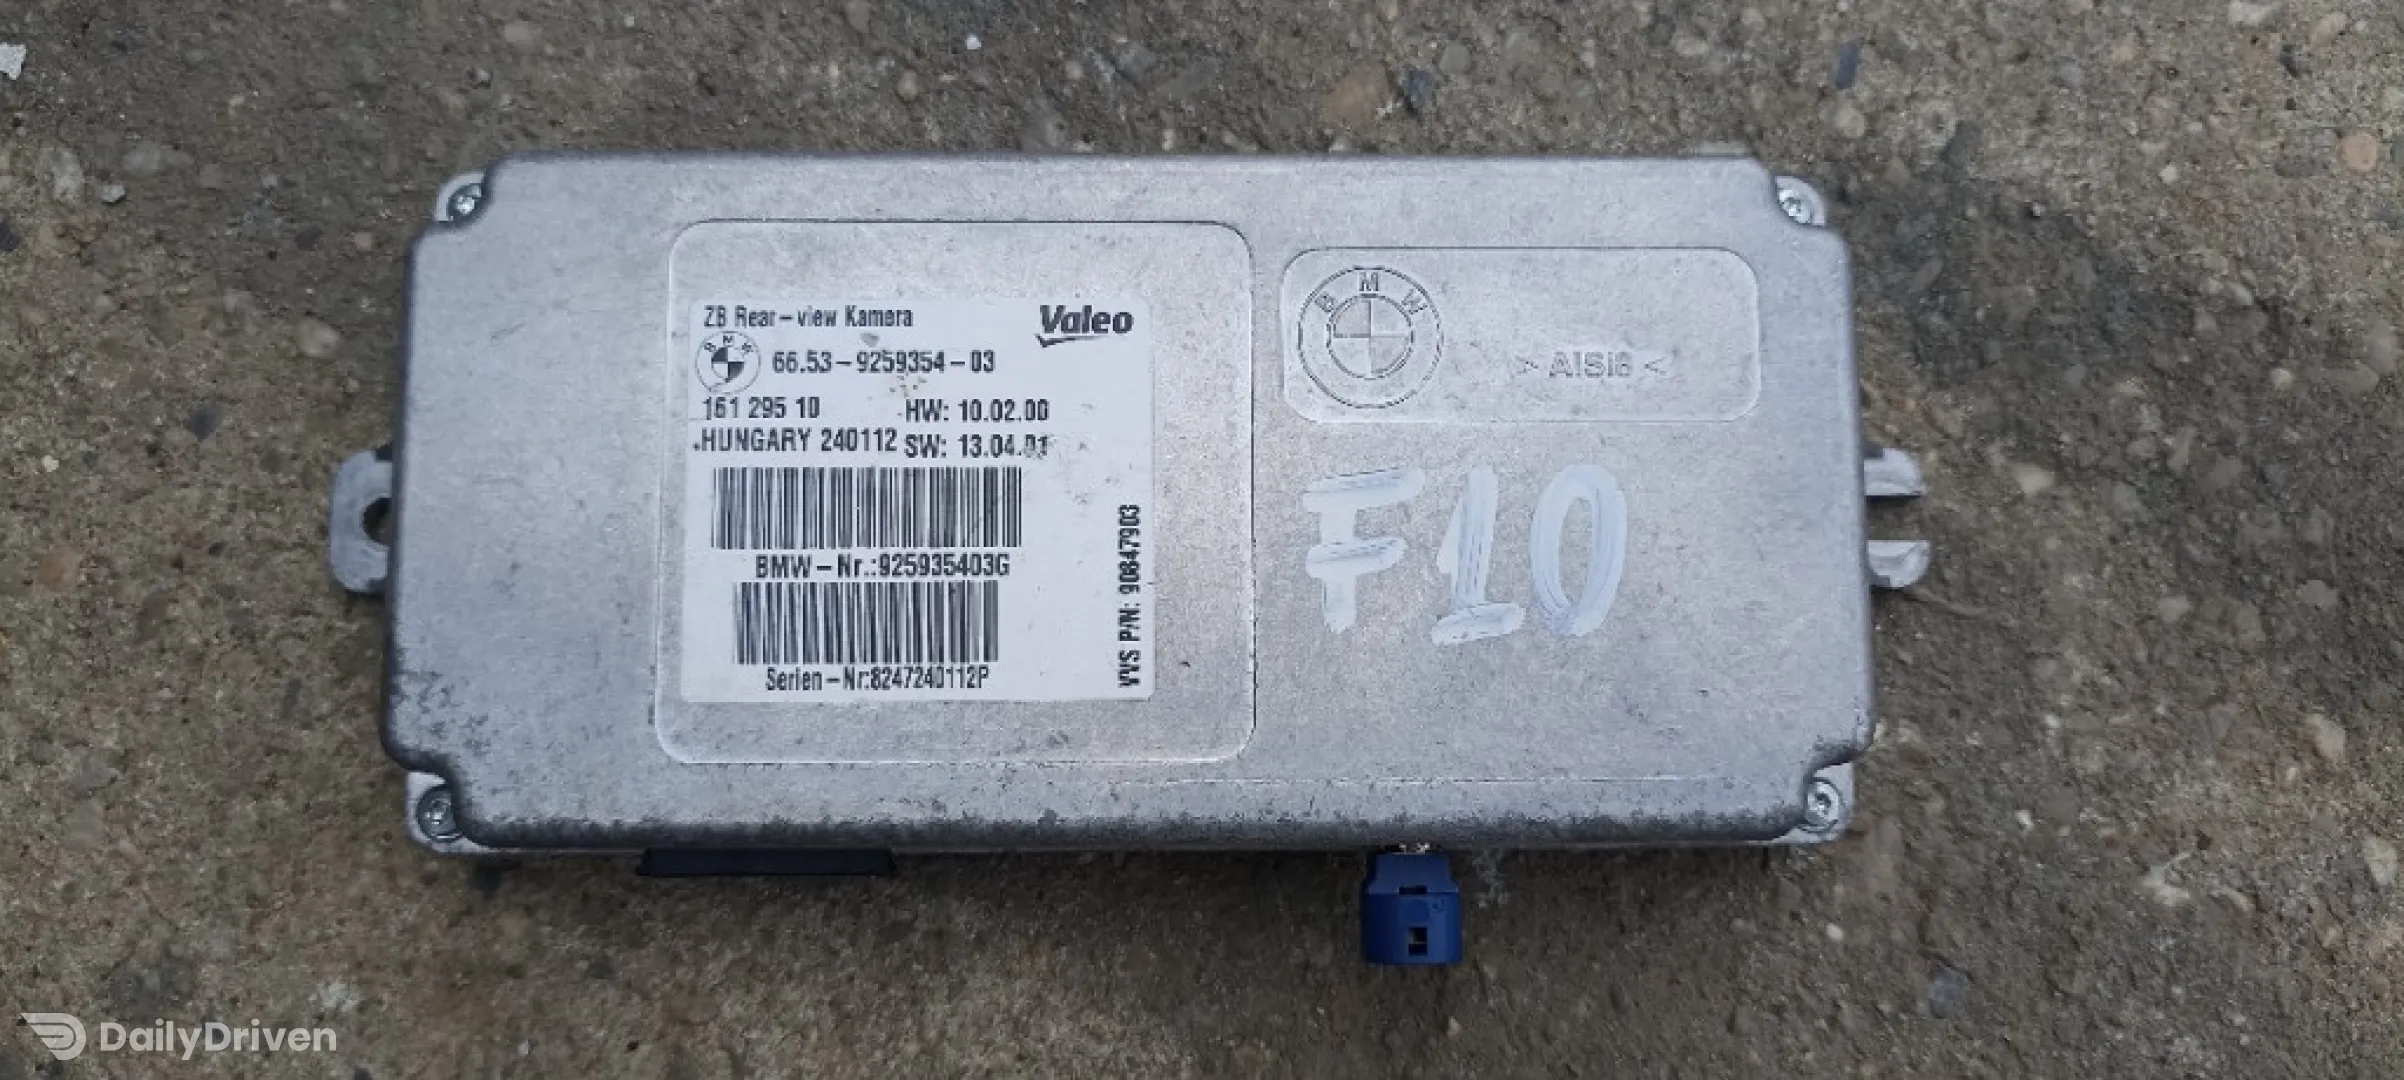 ZB Rear-view Kamera
Valeo
BMW
66.53-9259354-03
161 295 10
HW: 10.02.00
HUNGARY 240112
SW: 13.04.01
BMW-Nr.:925935403G
Serien-Nr:8247240112P
VVS P/N: 90847903
BMW
>AlSi8<
F10
DailyDriven